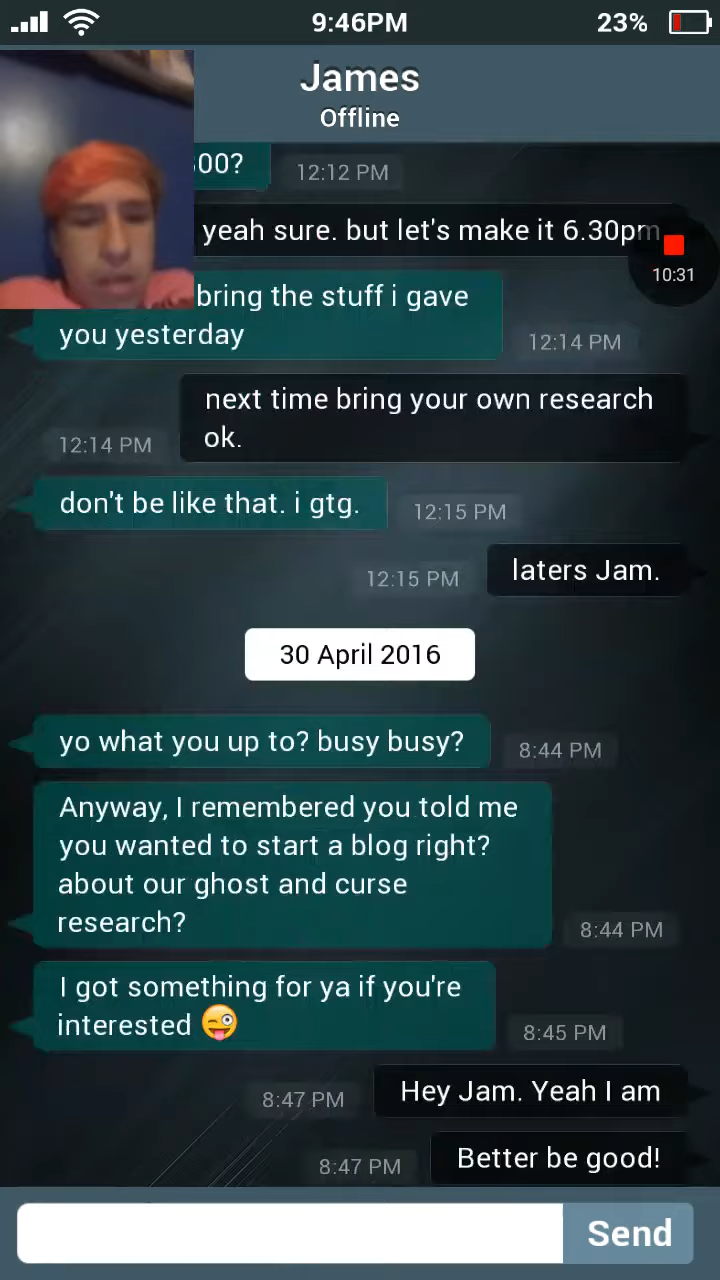 9:46PM
23%
James
Offline
00?
12:12 PM
yeah sure. but let's make it 6.30pm
10:31
bring the stuff i gave
you yesterday
12:14 PM
next time bring your own research
ok.
12:14 PM
don't be like that. i gtg.
12:15 PM
laters Jam.
12:15 PM
30 April 2016
yo what you up to? busy busy?
8:44 PM
Anyway, I remembered you told me
you wanted to start a blog right?
about our ghost and curse
research?
8:44 PM
I got something for ya if you're
interested 😜
8:45 PM
Hey Jam. Yeah I am
8:47 PM
Better be good!
8:47 PM
Send